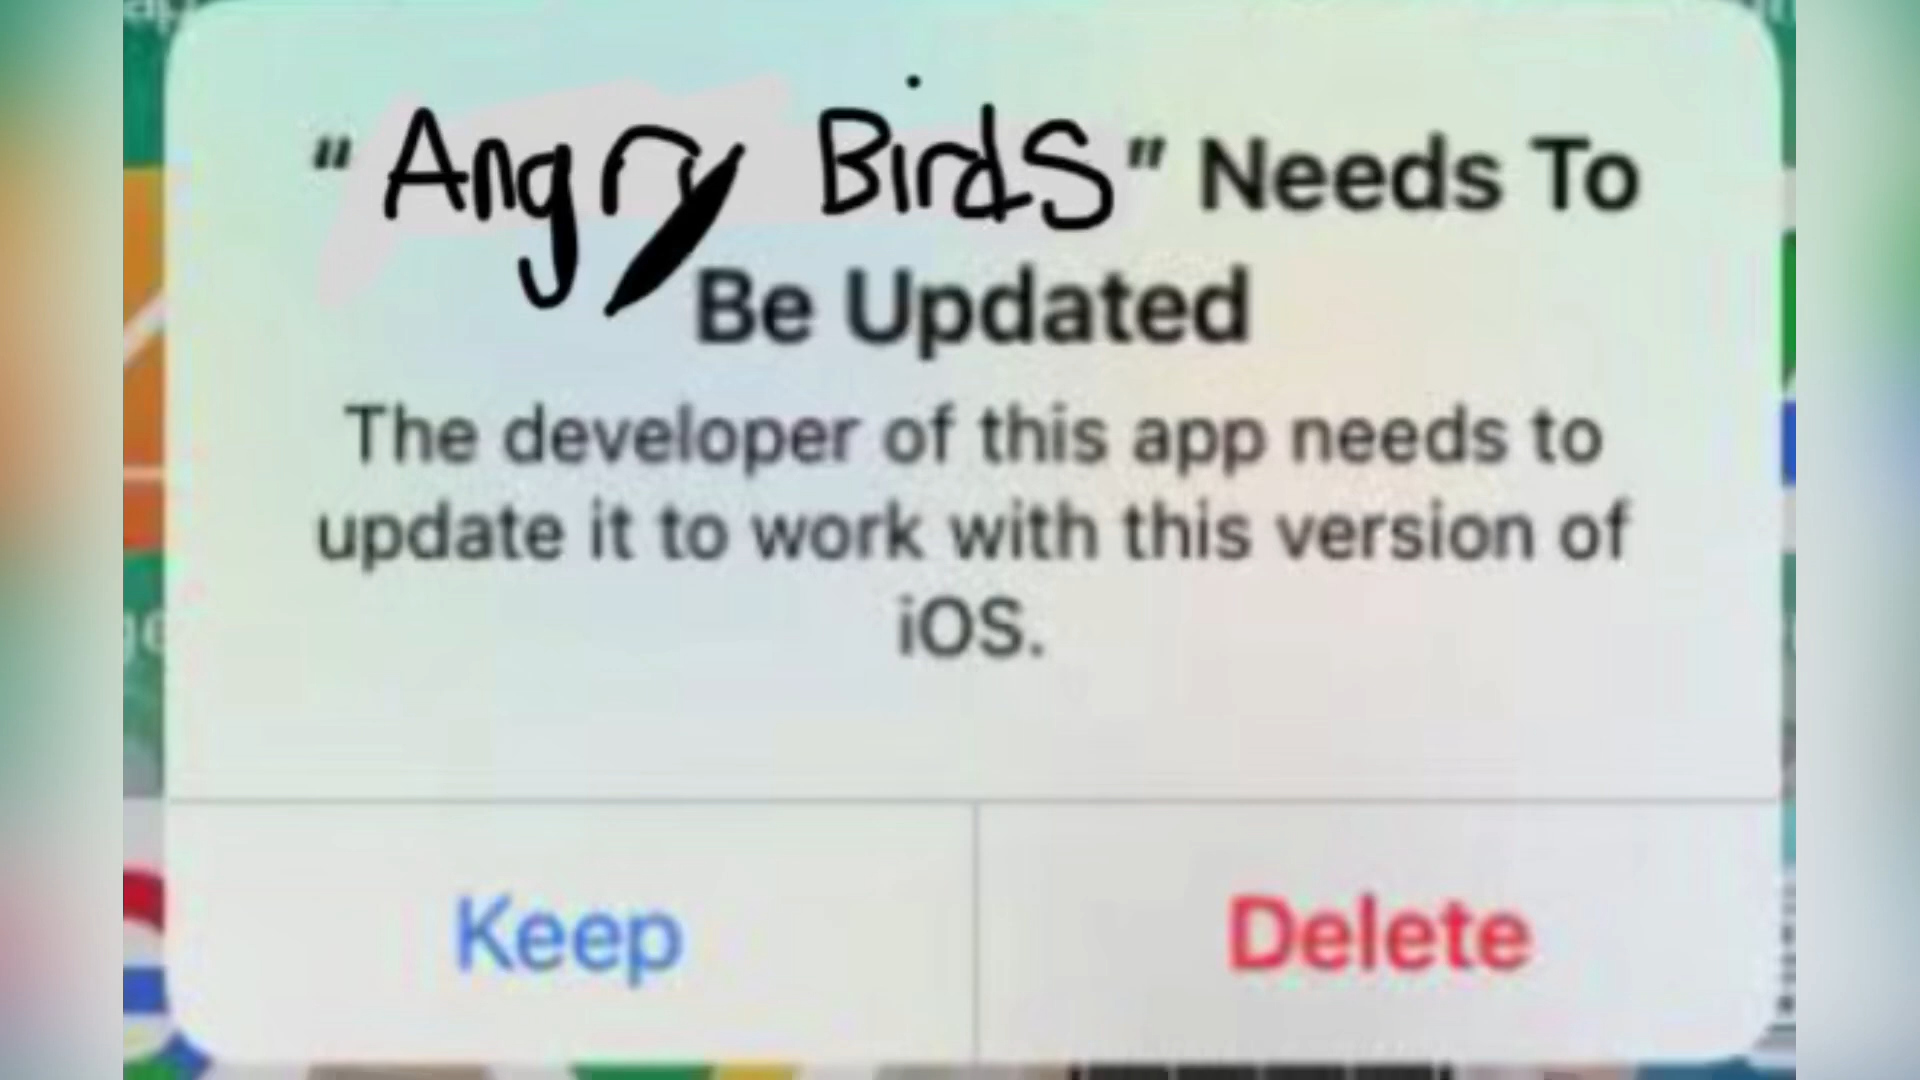 "Angry Birds" Needs To
Be Updated
The developer of this app needs to
update it to work with this version of
iOS.
Keep
Delete